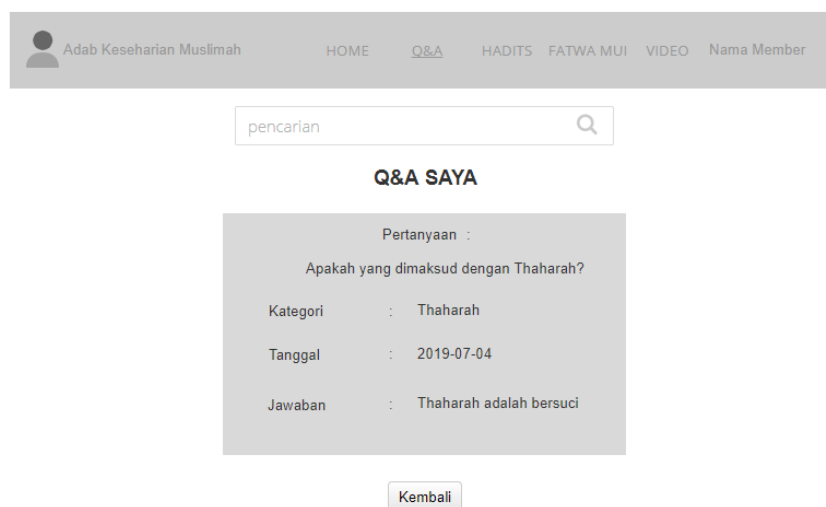 Adab Keseharian Muslimah HOME Q&A HADITS FATWA MUI VIDEO Nama Member
pencarian
Q&A SAYA
Pertanyaan :
Apakah yang dimaksud dengan Thaharah?
Kategori : Thaharah
Tanggal : 2019-07-04
Jawaban : Thaharah adalah bersuci
Kembali